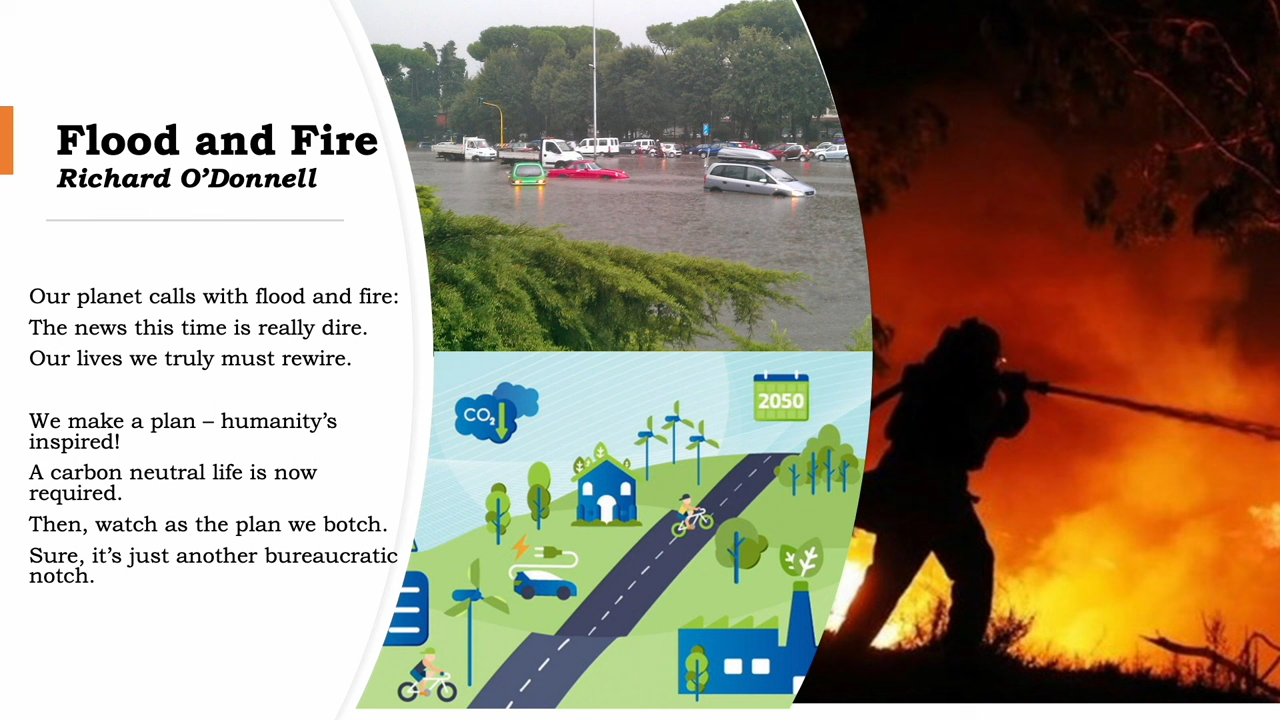 Flood and Fire
Richard O’Donnell
Our planet calls with flood and fire:
The news this time is really dire.
Our lives we truly must rewire.
We make a plan – humanity’s
inspired!
A carbon neutral life is now
required.
Then, watch as the plan we botch.
Sure, it’s just another bureaucratic
notch.
CO₂
2050